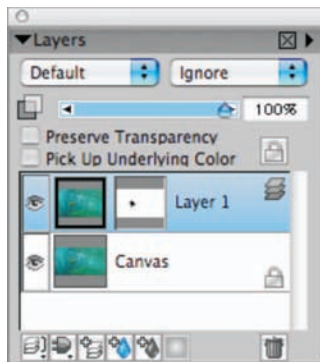 Layers
Default Ignore
100%
Preserve Transparency
Pick Up Underlying Color
Layer 1
Canvas